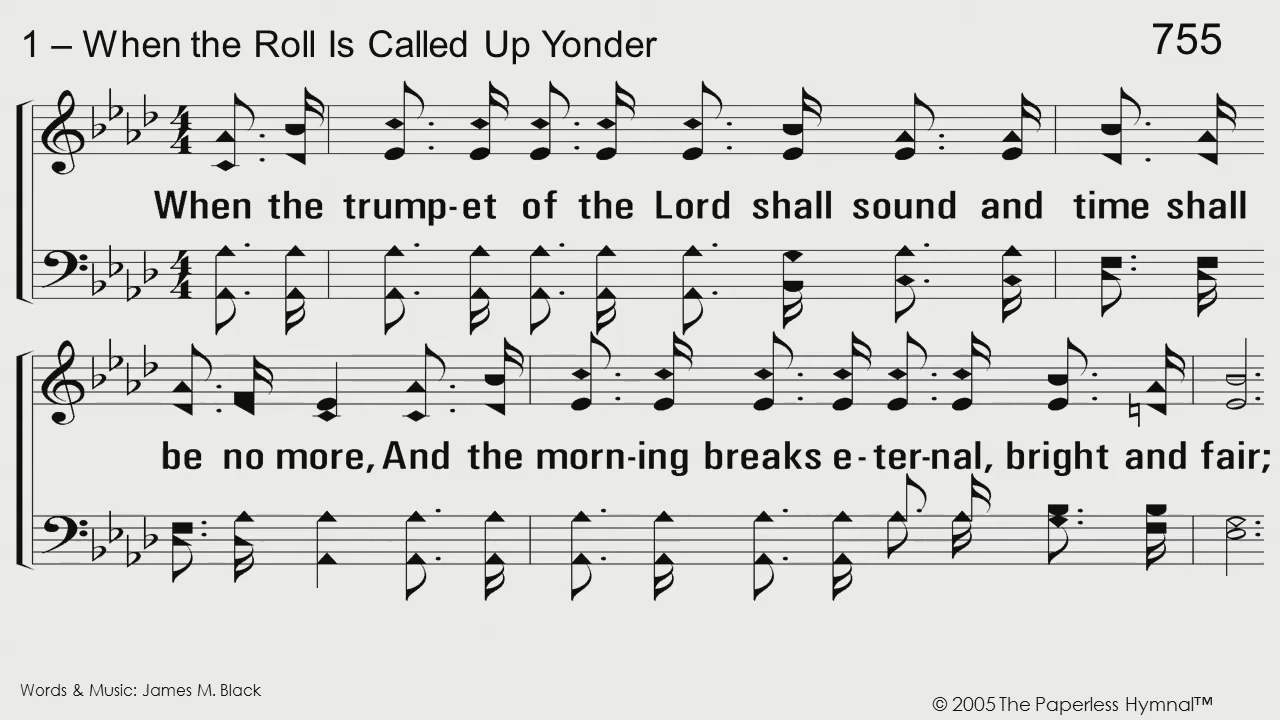 1 – When the Roll Is Called Up Yonder
755
When the trump-et of the Lord shall sound and time shall
be no more, And the morn-ing breaks e-ter-nal, bright and fair;
Words & Music: James M. Black
© 2005 The Paperless Hymnal™